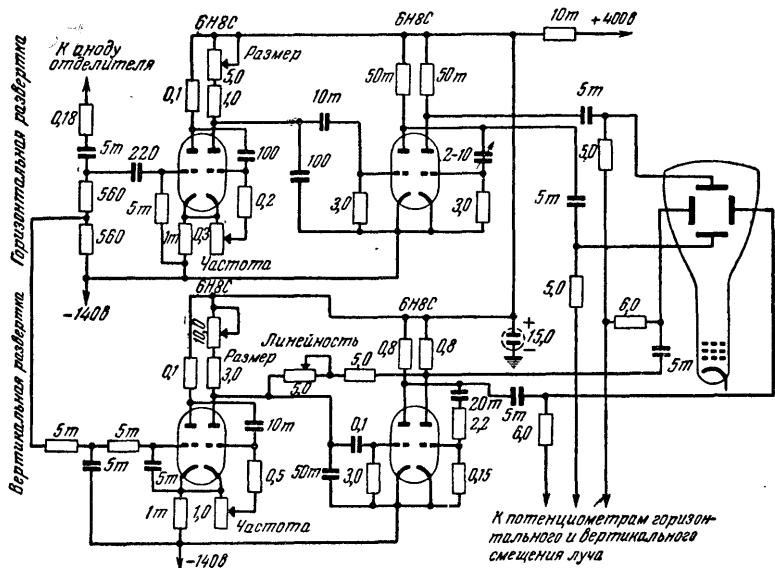 Горизонтальная развертка
К аноду
отделителя
6Н8С
Размер
0,1
5,0
1,0
0,18
5т
220
560
560
5т
1т
0,3
Частота
100
0,2
-140в
100
10т
3,0
6Н8С
50т
50т
2-10
3,0
10т
+400в
5т
5,0
5т
5,0
6,0
5т
15,0
+
−
Вертикальная развертка
6Н8С
10,0
Размер
0,1
3,0
Линейность
5,0
5,0
6Н8С
0,8
0,8
5т
5т
5т
5т
10т
0,5
1т
1,0
Частота
-140в
0,1
50т
3,0
20т
2,2
0,15
5т
6,0
К потенциометрам горизон-
тального и вертикального
смещения луча